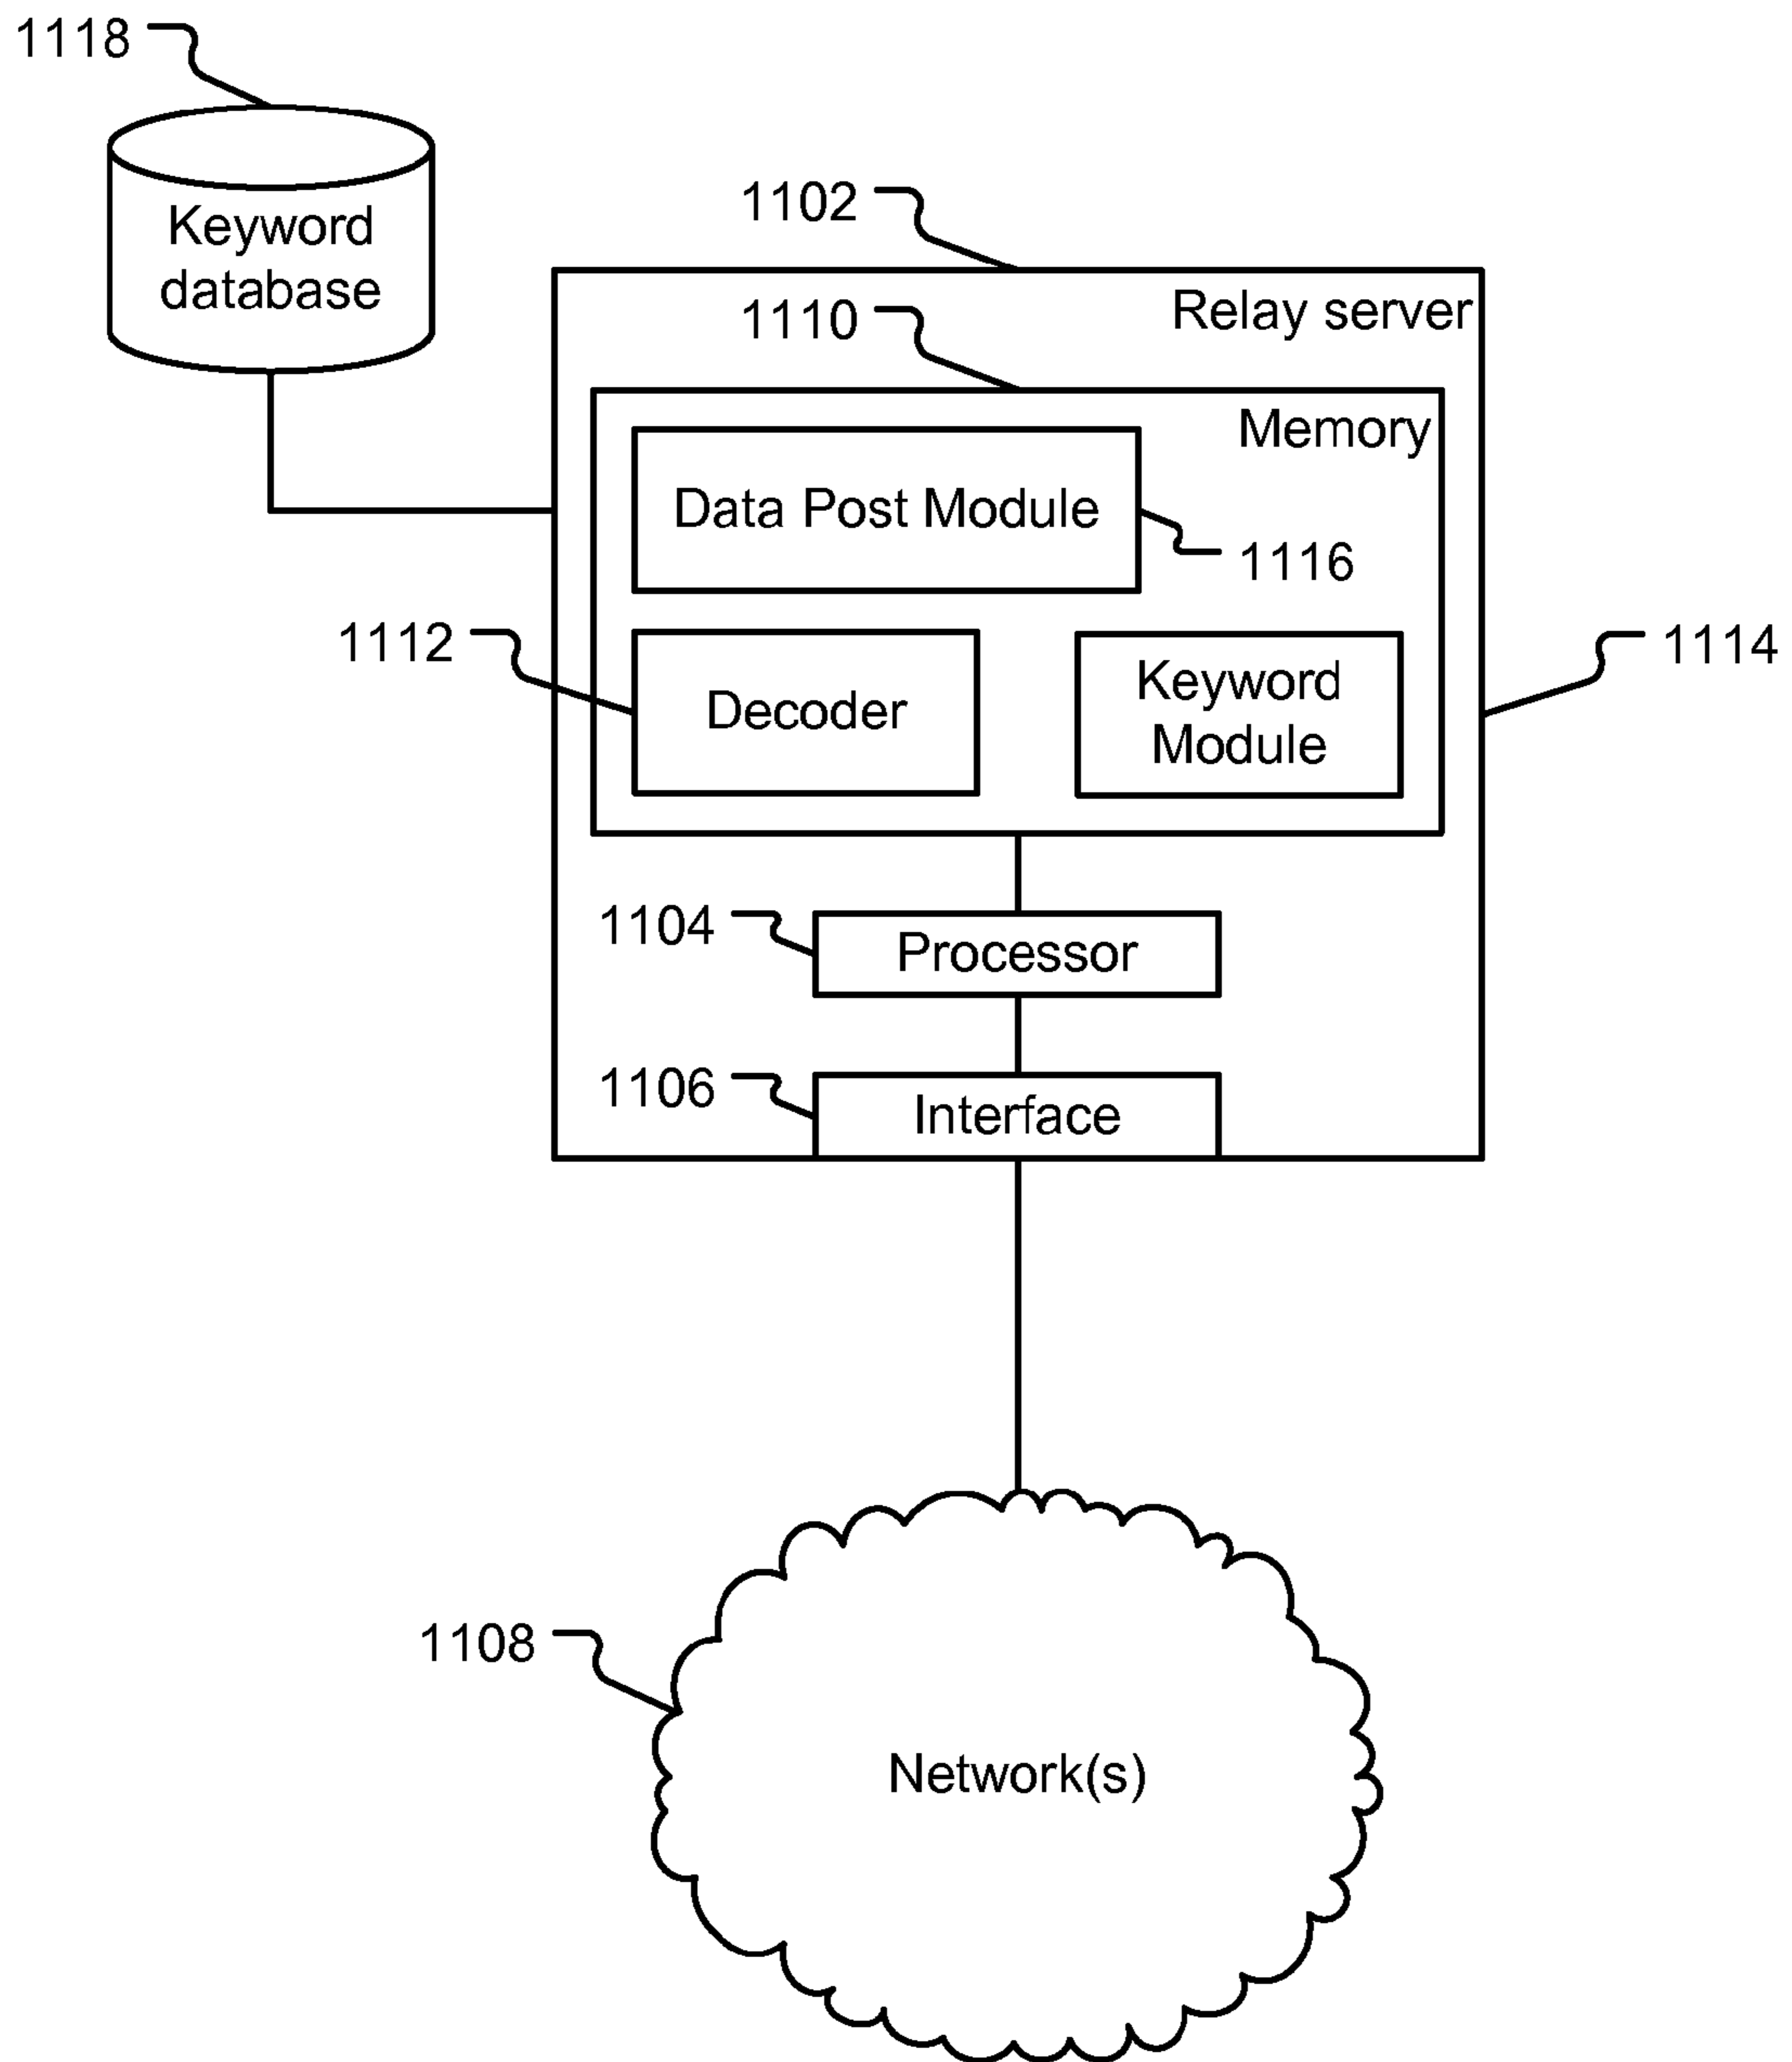 1118
Keyword
database
1102
Relay server
1110
Memory
Data Post Module
1116
1112
Decoder
Keyword
Module
1114
1104
Processor
1106
Interface
1108
Network(s)